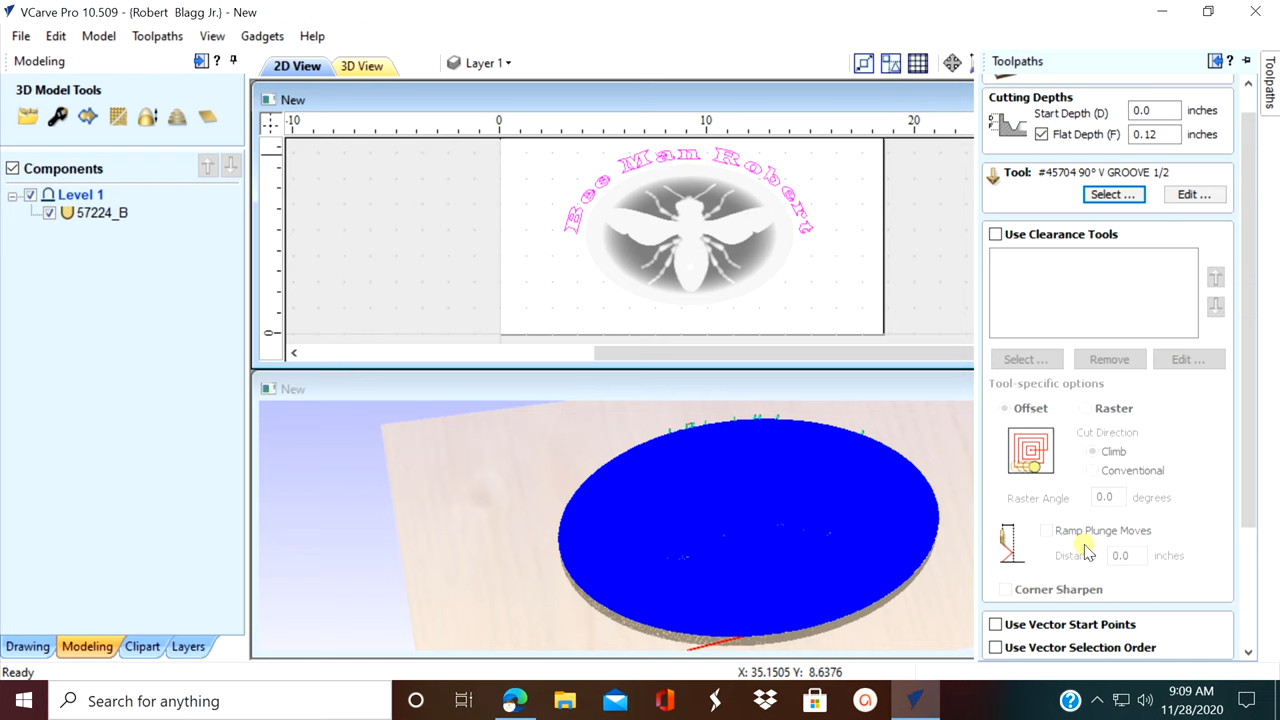 VCarve Pro 10.509 - {Robert Blagg Jr.} - New
File Edit Model Toolpaths View Gadgets Help
Modeling
?
2D View
3D View
Layer 1
Toolpaths
?
Toolpaths
3D Model Tools
New
-10 0 10 20
0
Components
Level 1
57224_B
Bee Man Robert
New
Cutting Depths
Start Depth (D) 0.0 inches
Flat Depth (F) 0.12 inches
Tool: #45704 90° V GROOVE 1/2
Select ... Edit ...
Use Clearance Tools
Select ... Remove Edit ...
Tool-specific options
Offset Raster
Cut Direction
Climb
Conventional
Raster Angle 0.0 degrees
Ramp Plunge Moves
0.0 inches
Corner Sharpen
Use Vector Start Points
Use Vector Selection Order
Drawing Modeling Clipart Layers
Ready
X: 35.1505 Y: 8.6376
Search for anything
9:09 AM
11/28/2020